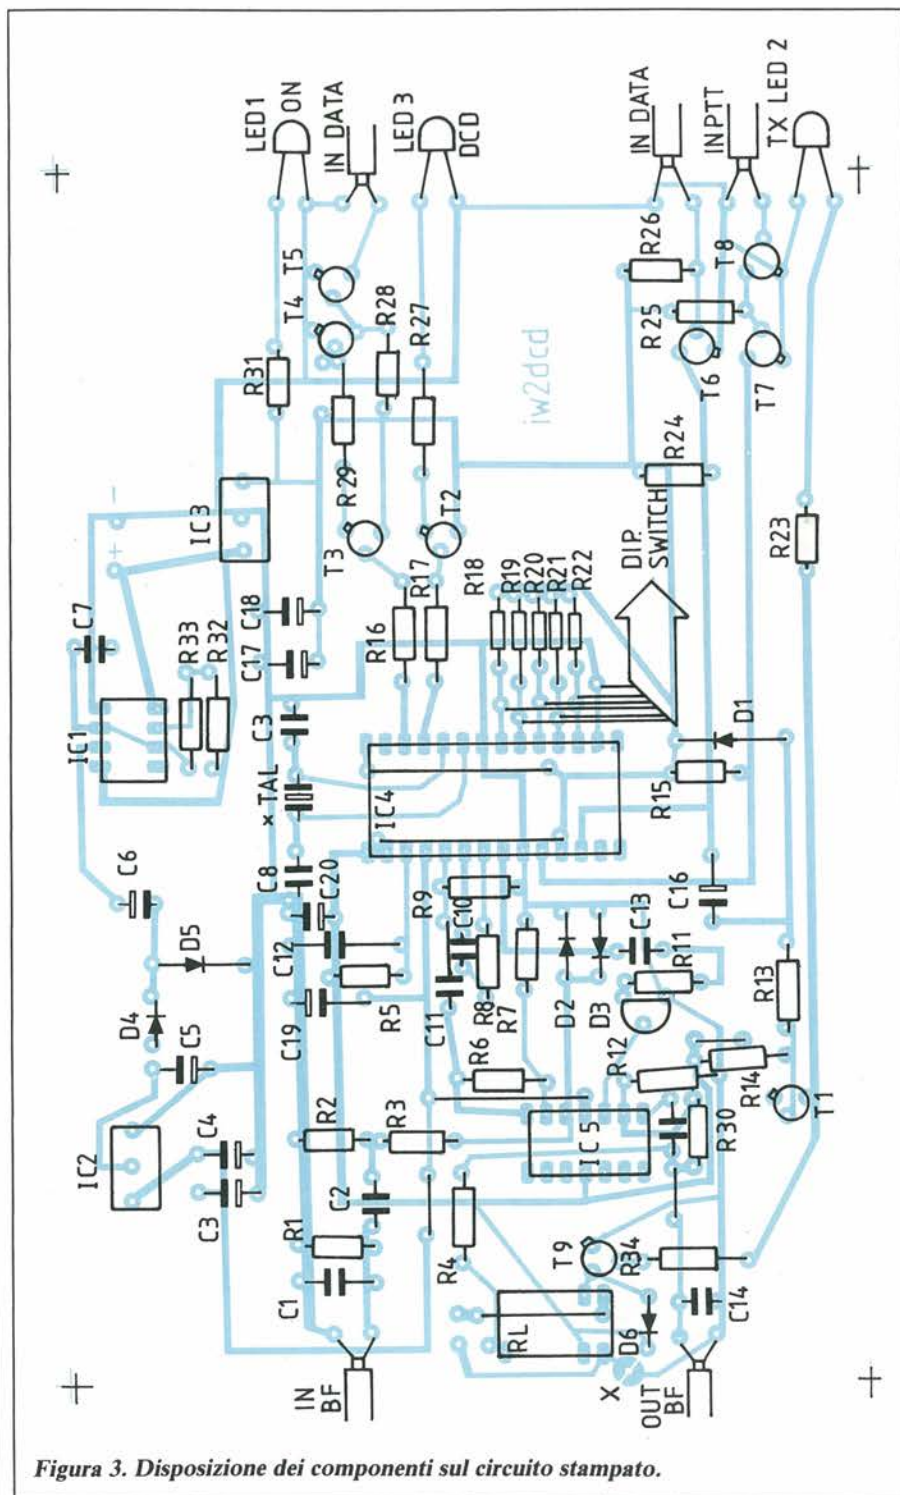 LED 1
ON
IN DATA
LED 3
DCD
IN DATA
INPTT
TX LED 2
T5
T4
R28
R27
R31
R29
T3
T2
R26
R25
T8
T6
T7
iw2dcd
R24
R23
IC3
- 
+
C7
R33
R32
IC1
C18
C17
C3
R16
R17
R18
R19
R20
R21
R22
DIP.
SWITCH
D1
× TAL
IC4
R15
C6
C8
C20
R9
C10
C13
C16
D5
C12
R5
R8
R7
D2
D3
R11
R13
D4
C5
C19
C11
R6
R12
R14
T1
IC2
C4
R2
R3
IC 5
R30
C3
R1
C2
R4
T9
R34
C1
RL
D6
C14
X
IN
BF
OUT
BF
Figura 3. Disposizione dei componenti sul circuito stampato.